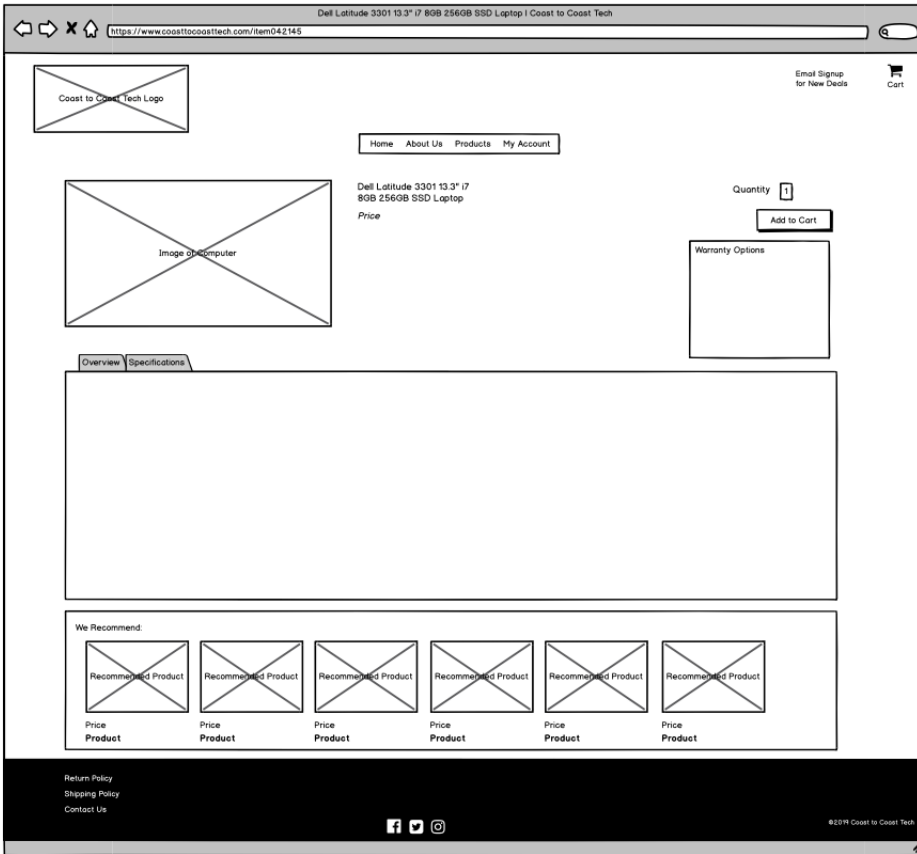 Dell Latitude 3301 13.3" i7 8GB 256GB SSD Laptop | Coast to Coast Tech
https://www.coasttocoasttech.com/item042145
Coast to Coast Tech Logo
Email Signup
for New Deals
Cart
Home About Us Products My Account
Dell Latitude 3301 13.3" i7
8GB 256GB SSD Laptop
Price
Quantity 1
Add to Cart
Image of Computer
Warranty Options
Overview Specifications
We Recommend:
Recommended Product Recommended Product Recommended Product Recommended Product Recommended Product Recommended Product
Price Price Price Price Price Price
Product Product Product Product Product Product
Return Policy
Shipping Policy
Contact Us
©2019 Coast to Coast Tech